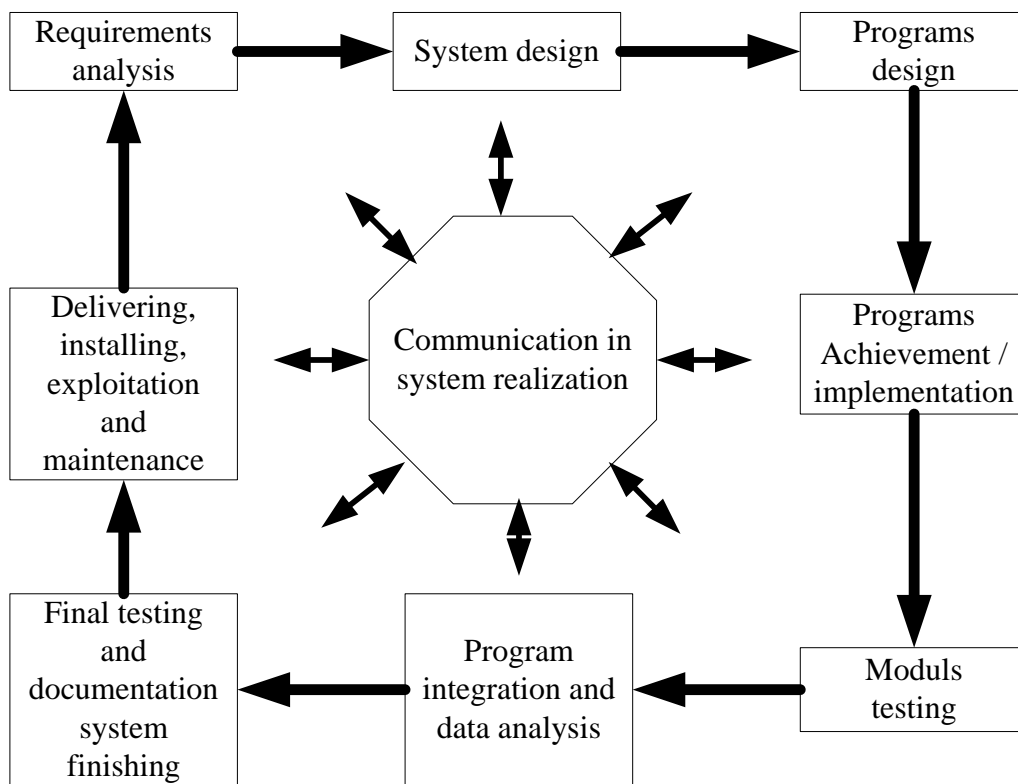 Requirements
analysis
System design
Programs
design
Communication in
system realization
Delivering,
installing,
exploitation
and
maintenance
Programs
Achievement /
implementation
Final testing
and
documentation
system
finishing
Program
integration and
data analysis
Moduls
testing